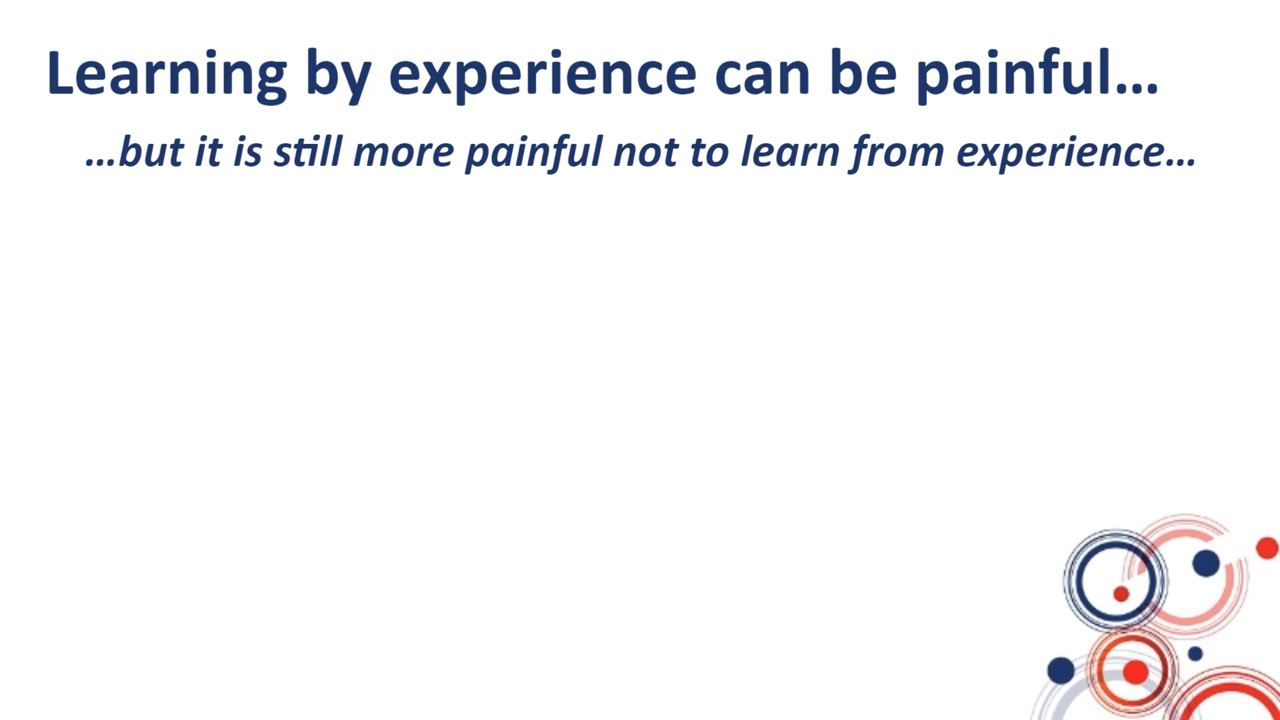 Learning by experience can be painful…
…but it is still more painful not to learn from experience…